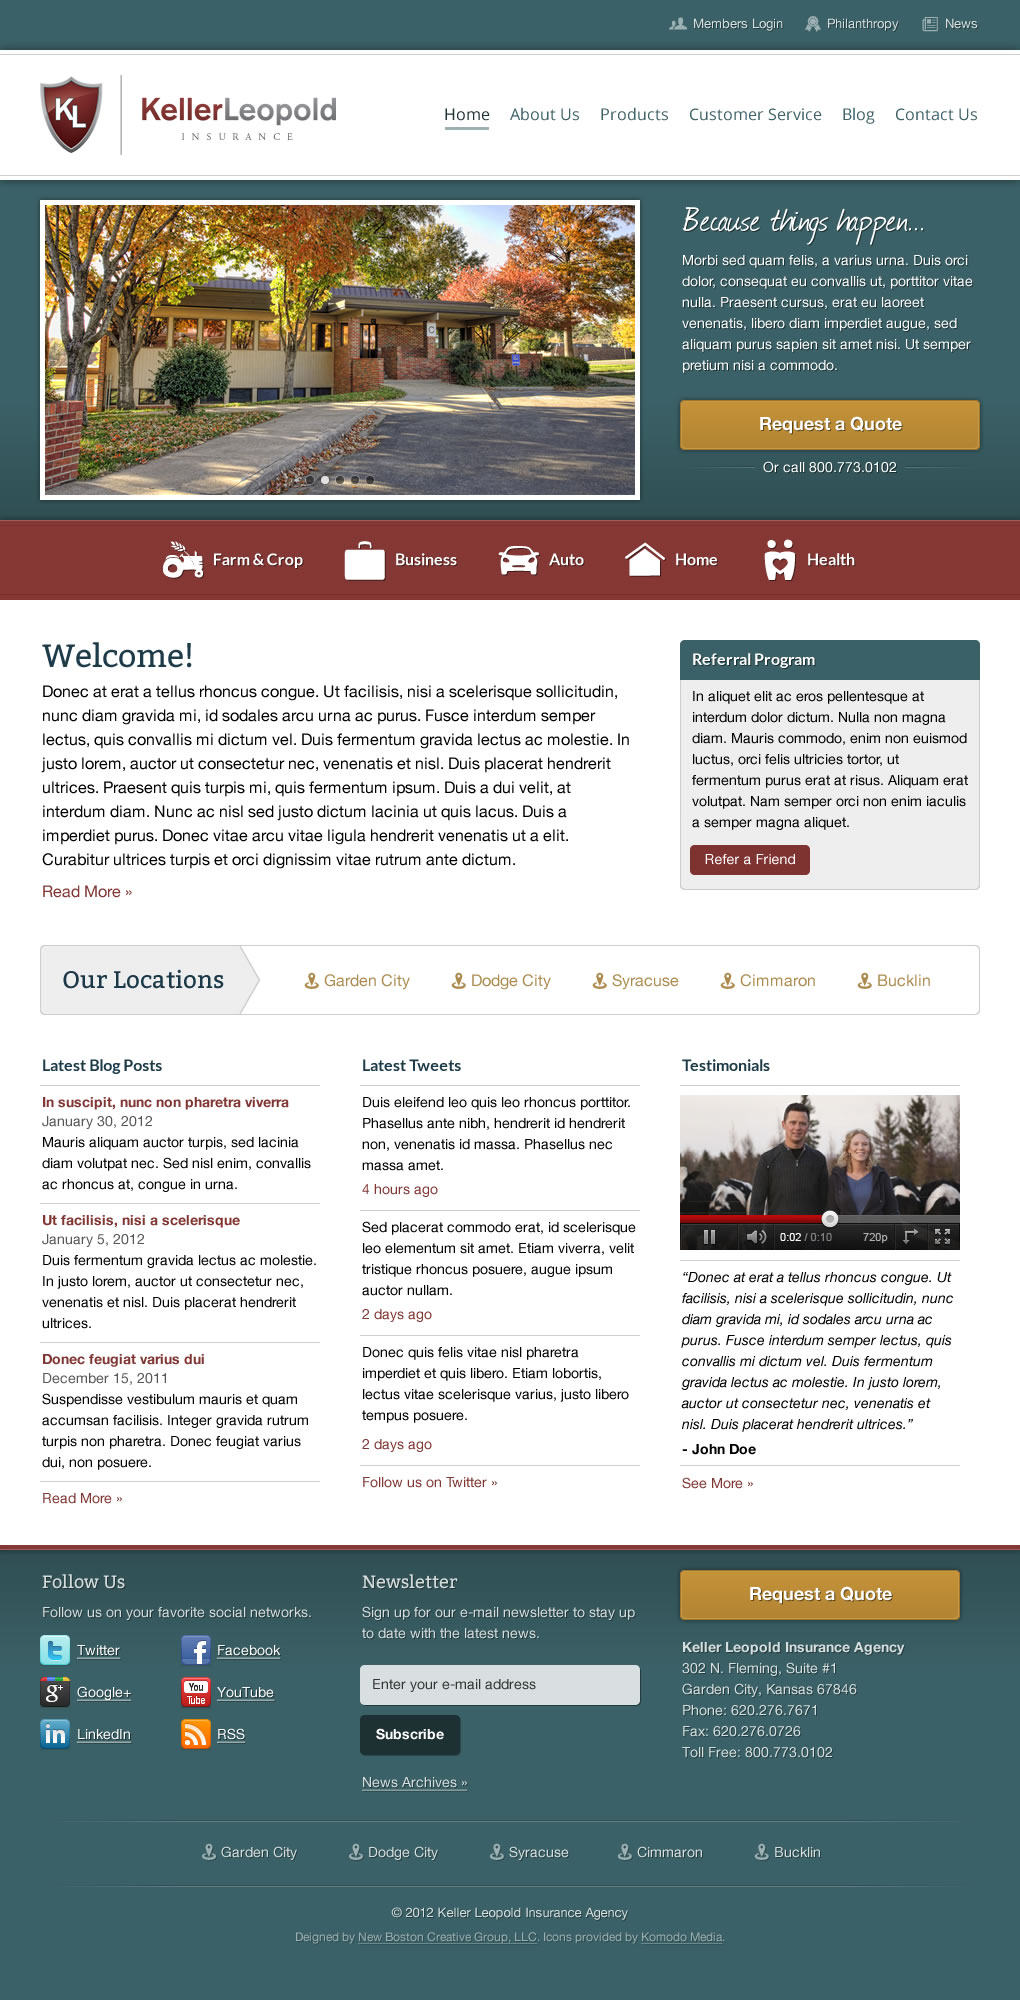 Members Login Philanthropy News
KL KellerLeopold
INSURANCE
Home About Us Products Customer Service Blog Contact Us
Because things happen...
Morbi sed quam felis, a varius urna. Duis orci
dolor, consequat eu convallis ut, porttitor vitae
nulla. Praesent cursus, erat eu laoreet
venenatis, libero diam imperdiet augue, sed
aliquam purus sapien sit amet nisi. Ut semper
pretium nisi a commodo.
Request a Quote
Or call 800.773.0102
Farm & Crop Business Auto Home Health
Welcome!
Donec at erat a tellus rhoncus congue. Ut facilisis, nisi a scelerisque sollicitudin,
nunc diam gravida mi, id sodales arcu urna ac purus. Fusce interdum semper
lectus, quis convallis mi dictum vel. Duis fermentum gravida lectus ac molestie. In
justo lorem, auctor ut consectetur nec, venenatis et nisl. Duis placerat hendrerit
ultrices. Praesent quis turpis mi, quis fermentum ipsum. Duis a dui velit, at
interdum diam. Nunc ac nisl sed justo dictum lacinia ut quis lacus. Duis a
imperdiet purus. Donec vitae arcu vitae ligula hendrerit venenatis ut a elit.
Curabitur ultrices turpis et orci dignissim vitae rutrum ante dictum.
Read More »
Referral Program
In aliquet elit ac eros pellentesque at
interdum dolor dictum. Nulla non magna
diam. Mauris commodo, enim non euismod
luctus, orci felis ultricies tortor, ut
fermentum purus erat at risus. Aliquam erat
volutpat. Nam semper orci non enim iaculis
a semper magna aliquet.
Refer a Friend
Our Locations Garden City Dodge City Syracuse Cimmaron Bucklin
Latest Blog Posts
In suscipit, nunc non pharetra viverra
January 30, 2012
Mauris aliquam auctor turpis, sed lacinia
diam volutpat nec. Sed nisl enim, convallis
ac rhoncus at, congue in urna.
Ut facilisis, nisi a scelerisque
January 5, 2012
Duis fermentum gravida lectus ac molestie.
In justo lorem, auctor ut consectetur nec,
venenatis et nisl. Duis placerat hendrerit
ultrices.
Donec feugiat varius dui
December 15, 2011
Suspendisse vestibulum mauris et quam
accumsan facilisis. Integer gravida rutrum
turpis non pharetra. Donec feugiat varius
dui, non posuere.
Read More »
Latest Tweets
Duis eleifend leo quis leo rhoncus porttitor.
Phasellus ante nibh, hendrerit id hendrerit
non, venenatis id massa. Phasellus nec
massa amet.
4 hours ago
Sed placerat commodo erat, id scelerisque
leo elementum sit amet. Etiam viverra, velit
tristique rhoncus posuere, augue ipsum
auctor nullam.
2 days ago
Donec quis felis vitae nisl pharetra
imperdiet et quis libero. Etiam lobortis,
lectus vitae scelerisque varius, justo libero
tempus posuere.
2 days ago
Follow us on Twitter »
Testimonials
0:02 / 0:10 720p
“Donec at erat a tellus rhoncus congue. Ut
facilisis, nisi a scelerisque sollicitudin, nunc
diam gravida mi, id sodales arcu urna ac
purus. Fusce interdum semper lectus, quis
convallis mi dictum vel. Duis fermentum
gravida lectus ac molestie. In justo lorem,
auctor ut consectetur nec, venenatis et
nisl. Duis placerat hendrerit ultrices.”
- John Doe
See More »
Follow Us
Follow us on your favorite social networks.
t Twitter f Facebook
g+ Google+ You Tube YouTube
in LinkedIn RSS
Newsletter
Sign up for our e-mail newsletter to stay up
to date with the latest news.
Enter your e-mail address
Subscribe
News Archives »
Request a Quote
Keller Leopold Insurance Agency
302 N. Fleming, Suite #1
Garden City, Kansas 67846
Phone: 620.276.7671
Fax: 620.276.0726
Toll Free: 800.773.0102
Garden City Dodge City Syracuse Cimmaron Bucklin
© 2012 Keller Leopold Insurance Agency
Deigned by New Boston Creative Group, LLC. Icons provided by Komodo Media.